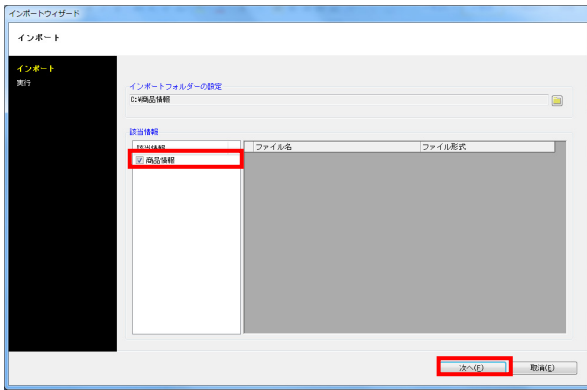 インポートウィザード
インポート
インポート
実行
インポートフォルダーの設定
C:¥商品情報
該当情報
該当情報
ファイル名 ファイル形式
商品情報
次へ(F) 取消(E)